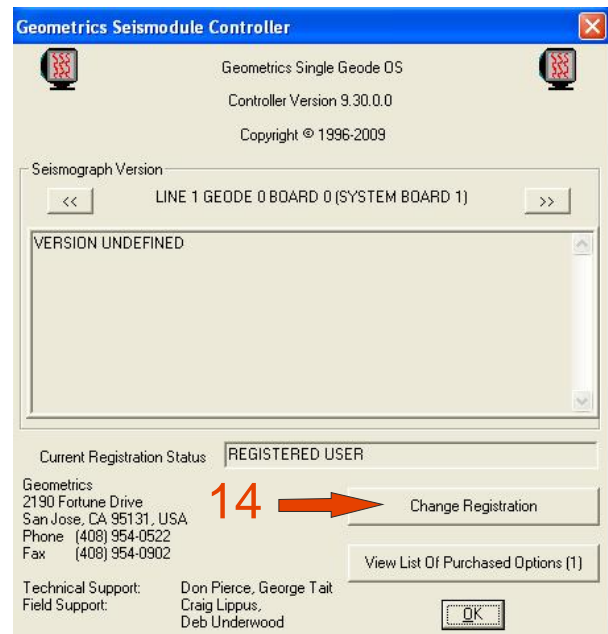 Geometrics Seismodule Controller
Geometrics Single Geode OS
Controller Version 9.30.0.0
Copyright © 1996-2009
Seismograph Version
<< LINE 1 GEODE 0 BOARD 0 (SYSTEM BOARD 1) >>
VERSION UNDEFINED
Current Registration Status REGISTERED USER
Geometrics
2190 Fortune Drive
San Jose, CA 95131, USA
Phone (408) 954-0522
Fax (408) 954-0902
14
Change Registration
View List Of Purchased Options (1)
Technical Support: Don Pierce, George Tait
Field Support: Craig Lippus,
Deb Underwood
OK